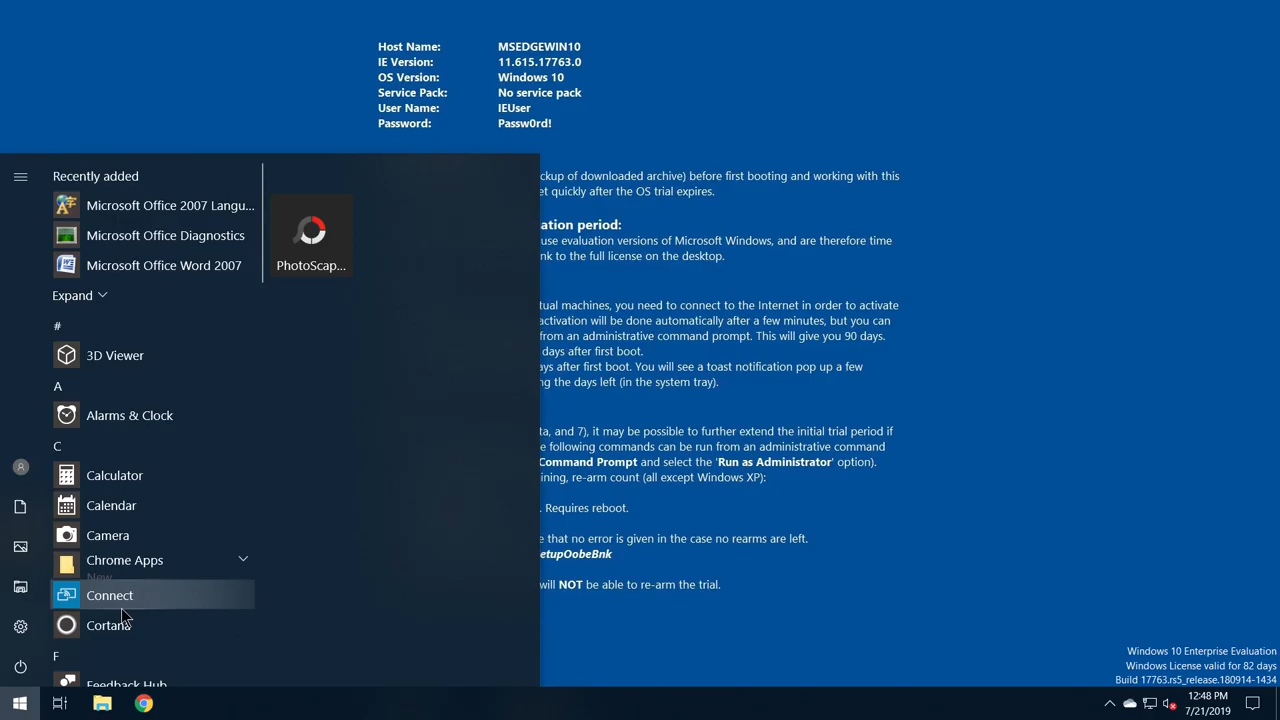 Host Name: MSEDGEWIN10
IE Version: 11.615.17763.0
OS Version: Windows 10
Service Pack: No service pack
User Name: IEUser
Password: Passw0rd!
ckup of downloaded archive) before first booting and working with this
et quickly after the OS trial expires.
ation period:
use evaluation versions of Microsoft Windows, and are therefore time
nk to the full license on the desktop.
tual machines, you need to connect to the Internet in order to activate
activation will be done automatically after a few minutes, but you can
from an administrative command prompt. This will give you 90 days.
days after first boot.
ays after first boot. You will see a toast notification pop up a few
ng the days left (in the system tray).
ta, and 7), it may be possible to further extend the initial trial period if
e following commands can be run from an administrative command
Command Prompt and select the 'Run as Administrator' option).
ining, re-arm count (all except Windows XP):
. Requires reboot.
e that no error is given in the case no rearms are left.
etupOobeBnk
will NOT be able to re-arm the trial.
Recently added
Microsoft Office 2007 Langu...
Microsoft Office Diagnostics
Microsoft Office Word 2007
Expand
#
3D Viewer
A
Alarms & Clock
C
Calculator
Calendar
Camera
Chrome Apps
New
Connect
Cortana
F
Feedback Hub
PhotoScap...
Windows 10 Enterprise Evaluation
Windows License valid for 82 days
Build 17763.rs5_release.180914-1434
12:48 PM
7/21/2019